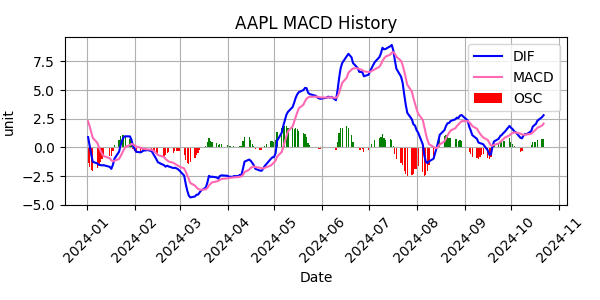 AAPL MACD History
unit
7.5
5.0
2.5
0.0
−2.5
−5.0
DIF
MACD
OSC
2024-01
2024-02
2024-03
2024-04
2024-05
2024-06
2024-07
2024-08
2024-09
2024-10
2024-11
Date